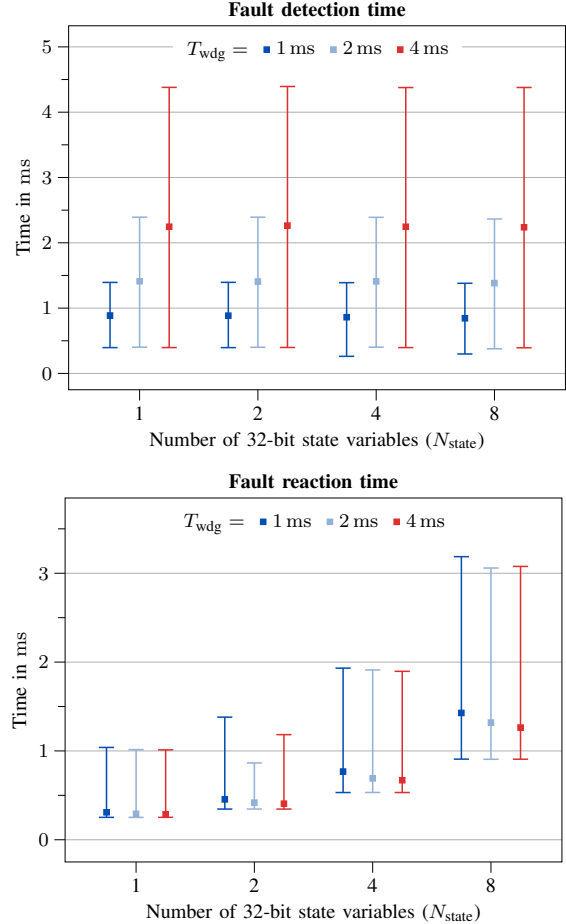 Fault detection time
T_wdg = 1 ms 2 ms 4 ms
5
4
3
2
1
0
Time in ms
1 2 4 8
Number of 32-bit state variables (N_state)
Fault reaction time
T_wdg = 1 ms 2 ms 4 ms
3
2
1
0
Time in ms
1 2 4 8
Number of 32-bit state variables (N_state)